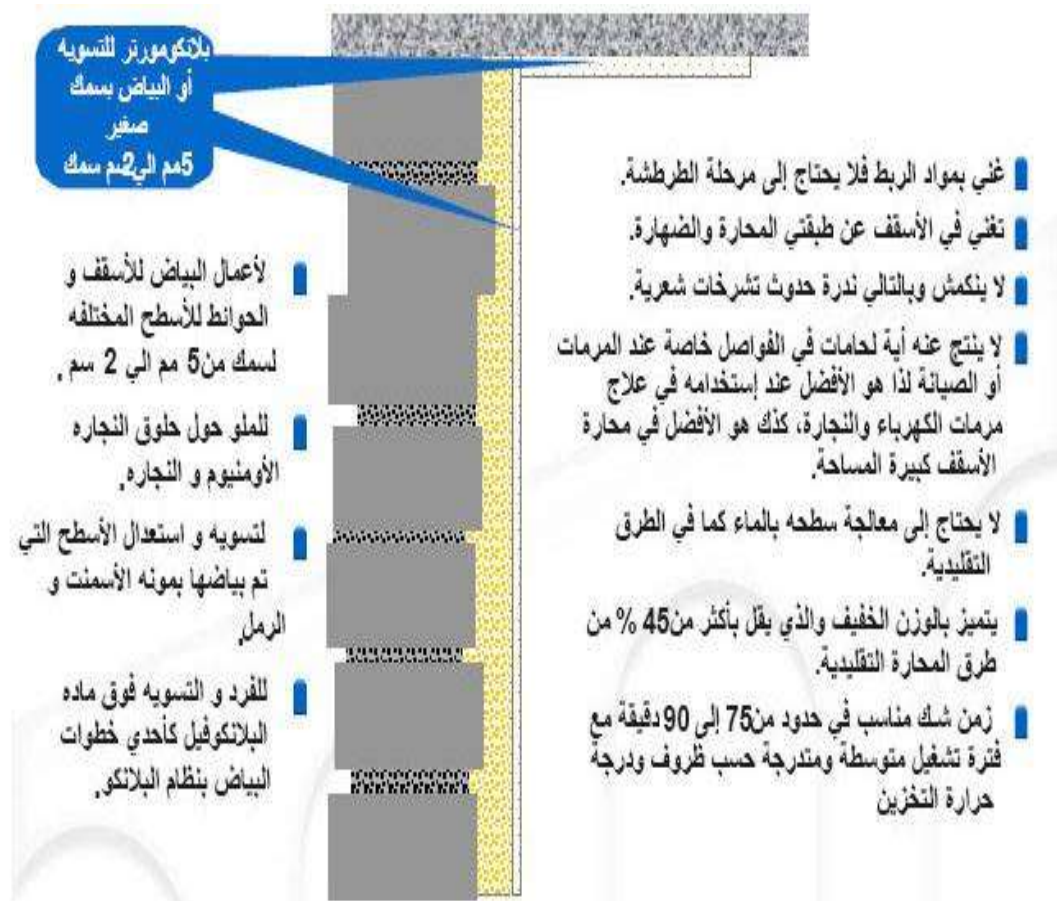 بلانكومورتر للتسويه
أو البياض بسمك
صغير
5مم الي2سم سمك
غني بمواد الربط فلا يحتاج إلى مرحلة الطرطشة.
تغني في الأسقف عن طبقتي المحارة والضهارة.
لا ينكمش وبالتالي ندرة حدوث تشرخات شعرية.
لا ينتج عنه أية لحامات في الفواصل خاصة عند المرمات
أو الصيانة لذا هو الأفضل عند إستخدامه في علاج
مرمات الكهرباء والنجارة، كذك هو الأفضل في محارة
الأسقف كبيرة المساحة.
لا يحتاج إلى معالجة سطحه بالماء كما في الطرق
التقليدية.
يتميز بالوزن الخفيف والذي يقل بأكثر من45 % من
طرق المحارة التقليدية.
زمن شك مناسب في حدود من75 إلى 90 دقيقة مع
فترة تشغيل متوسطة ومتدرجة حسب ظروف ودرجة
حرارة التخزين
لأعمال البياض للأسقف و
الحوائط للأسطح المختلفه
لسمك من5 مم الي 2 سم .
للملو حول حلوق النجاره
الأومنيوم و النجاره.
لتسويه و استعدال الأسطح التي
تم بياضها بمونه الأسمنت و
الرمل.
للفرد و التسويه فوق ماده
البلانكوفيل كأحدي خطوات
البياض بنظام البلانكو.